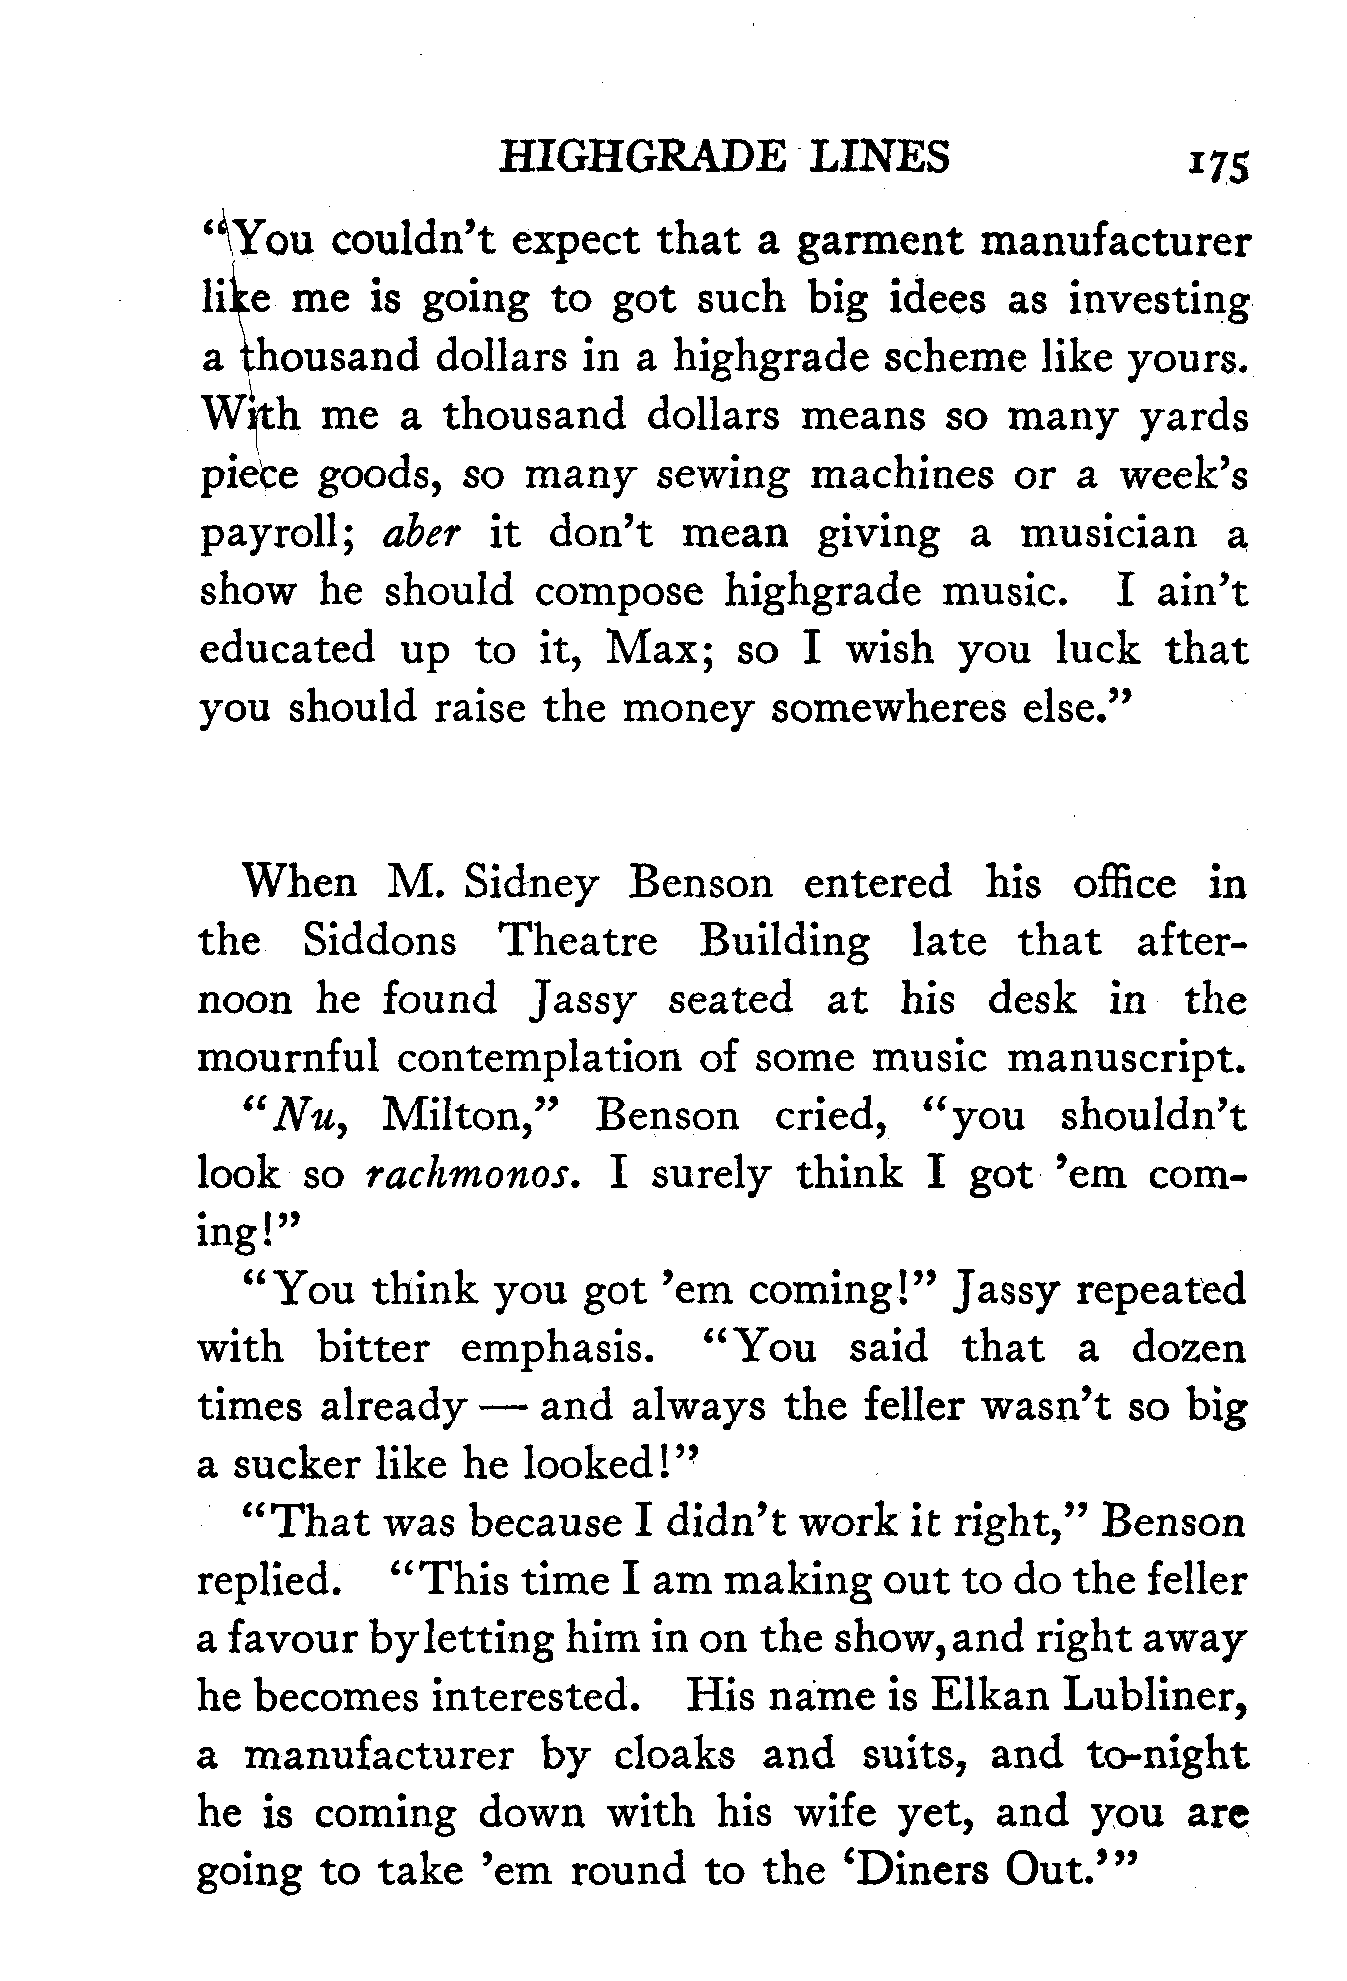 HIGHGRADE LINES 175
“You couldn’t expect that a garment manufacturer
like me is going to got such big idees as investing
a thousand dollars in a highgrade scheme like yours.
With me a thousand dollars means so many yards
piece goods, so many sewing machines or a week’s
payroll; aber it don’t mean giving a musician a
show he should compose highgrade music. I ain’t
educated up to it, Max; so I wish you luck that
you should raise the money somewheres else.”
When M. Sidney Benson entered his office in
the Siddons Theatre Building late that after-
noon he found Jassy seated at his desk in the
mournful contemplation of some music manuscript.
“Nu, Milton,” Benson cried, “you shouldn’t
look so rachmonos. I surely think I got ’em com-
ing!”
“You think you got ’em coming!” Jassy repeated
with bitter emphasis. “You said that a dozen
times already — and always the feller wasn’t so big
a sucker like he looked!”
“That was because I didn’t work it right,” Benson
replied. “This time I am making out to do the feller
a favour by letting him in on the show, and right away
he becomes interested. His name is Elkan Lubliner,
a manufacturer by cloaks and suits, and to-night
he is coming down with his wife yet, and you are
going to take ’em round to the ‘Diners Out.’”